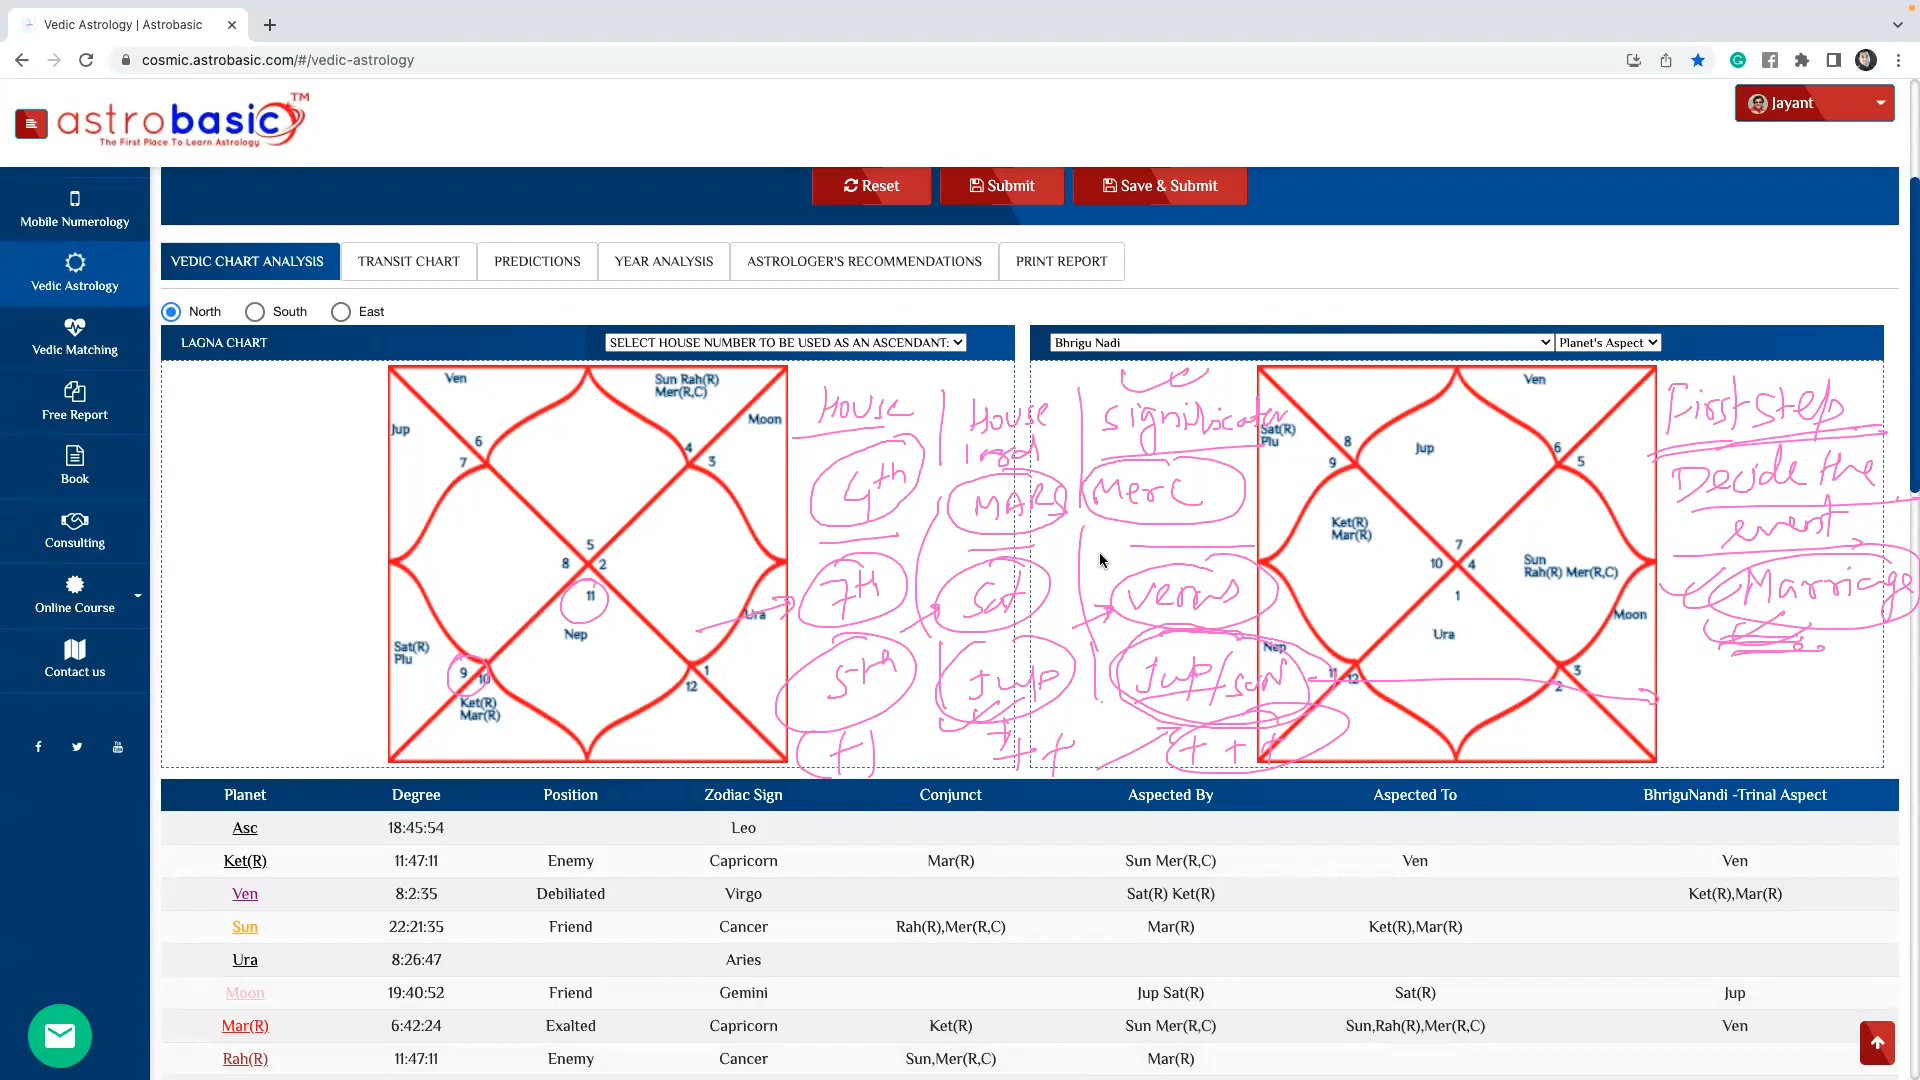 Vedic Astrology | Astrobasic
cosmic.astrobasic.com/#/vedic-astrology
astrobasic TM
The First Place To Learn Astrology
Jayant
Mobile Numerology
Vedic Astrology
Vedic Matching
Free Report
Book
Consulting
Online Course
Contact us
Reset Submit Save & Submit
VEDIC CHART ANALYSIS TRANSIT CHART PREDICTIONS YEAR ANALYSIS ASTROLOGER'S RECOMMENDATIONS PRINT REPORT
North South East
LAGNA CHART SELECT HOUSE NUMBER TO BE USED AS AN ASCENDANT:
Ven
Sun Rah(R)
Mer(R,C)
Jup
Moon
6
4
7
3
5
8 2
11
Nep
Ura
Sat(R)
Plu
9 10
1
12
Ket(R)
Mar(R)
House
4th
7th
5th
(+)
House
lord
MARS
Sat
Jup
+++
significator
Merc
Venus
Jup/sun
+++
Bhrigu Nadi Planet's Aspect
Ven
Sat(R)
Plu
8
Jup
6
9
5
Ket(R)
Mar(R)
7
10 4
1
Sun
Rah(R) Mer(R,C)
Moon
Ura
Nep
11 12
3
2
First Step
Decide the
event
Marriage
Planet Degree Position Zodiac Sign Conjunct Aspected By Aspected To BhriguNandi -Trinal Aspect
Asc 18:45:54 Leo
Ket(R) 11:47:11 Enemy Capricorn Mar(R) Sun Mer(R,C) Ven Ven
Ven 8:2:35 Debiliated Virgo Sat(R) Ket(R) Ket(R),Mar(R)
Sun 22:21:35 Friend Cancer Rah(R),Mer(R,C) Mar(R) Ket(R),Mar(R)
Ura 8:26:47 Aries
Moon 19:40:52 Friend Gemini Jup Sat(R) Sat(R) Jup
Mar(R) 6:42:24 Exalted Capricorn Ket(R) Sun Mer(R,C) Sun,Rah(R),Mer(R,C) Ven
Rah(R) 11:47:11 Enemy Cancer Sun,Mer(R,C) Mar(R)